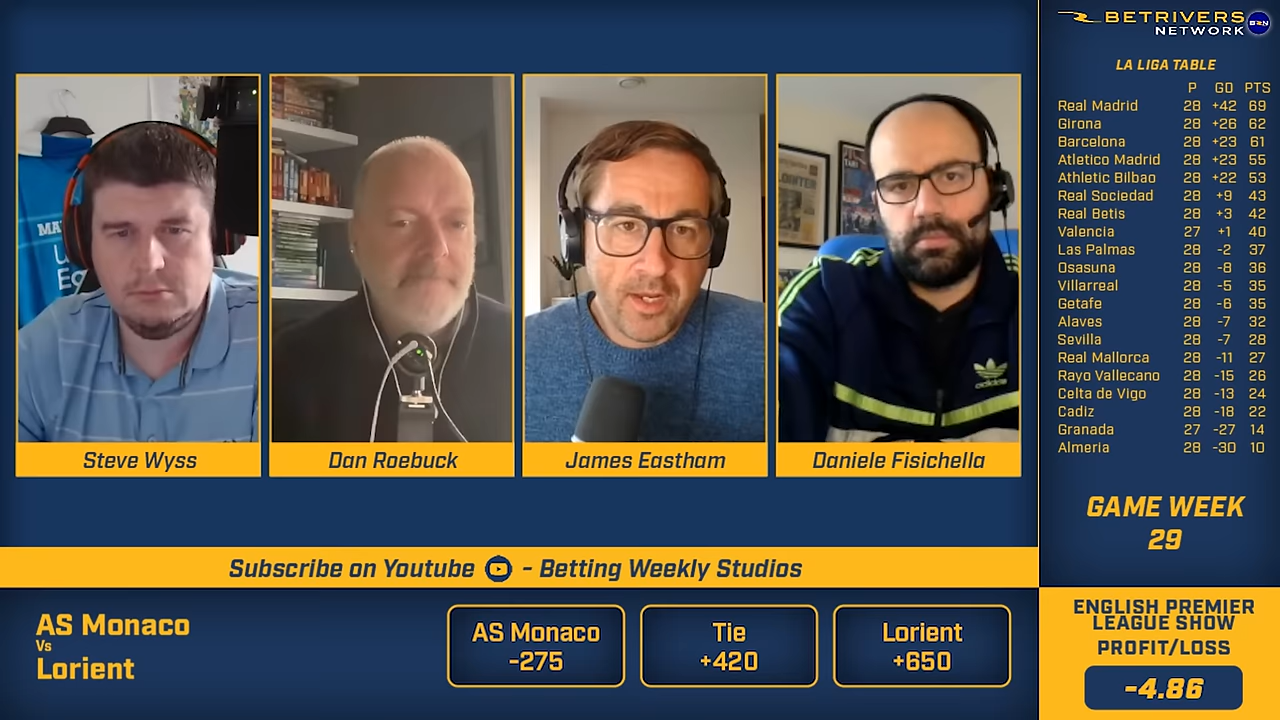 BETRIVERS
NETWORK BRN
LA LIGA TABLE
P GD PTS
Real Madrid 28 +42 69
Girona 28 +26 62
Barcelona 28 +23 61
Atletico Madrid 28 +23 55
Athletic Bilbao 28 +22 53
Real Sociedad 28 +9 43
Real Betis 28 +3 42
Valencia 27 +1 40
Las Palmas 28 -2 37
Osasuna 28 -8 36
Villarreal 28 -5 35
Getafe 28 -6 35
Alaves 28 -7 32
Sevilla 28 -7 28
Real Mallorca 28 -11 27
Rayo Vallecano 28 -15 26
Celta de Vigo 28 -13 24
Cadiz 28 -18 22
Granada 27 -27 14
Almeria 28 -30 10
GAME WEEK
29
ENGLISH PREMIER
LEAGUE SHOW
PROFIT/LOSS
-4.86
adidas
Steve Wyss
Dan Roebuck
James Eastham
Daniele Fisichella
Subscribe on Youtube - Betting Weekly Studios
AS Monaco
Vs
Lorient
AS Monaco
-275
Tie
+420
Lorient
+650